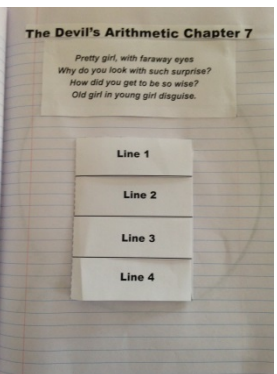 The Devil's Arithmetic Chapter 7
Pretty girl, with faraway eyes
Why do you look with such surprise?
How did you get to be so wise?
Old girl in young girl disguise.
Line 1
Line 2
Line 3
Line 4